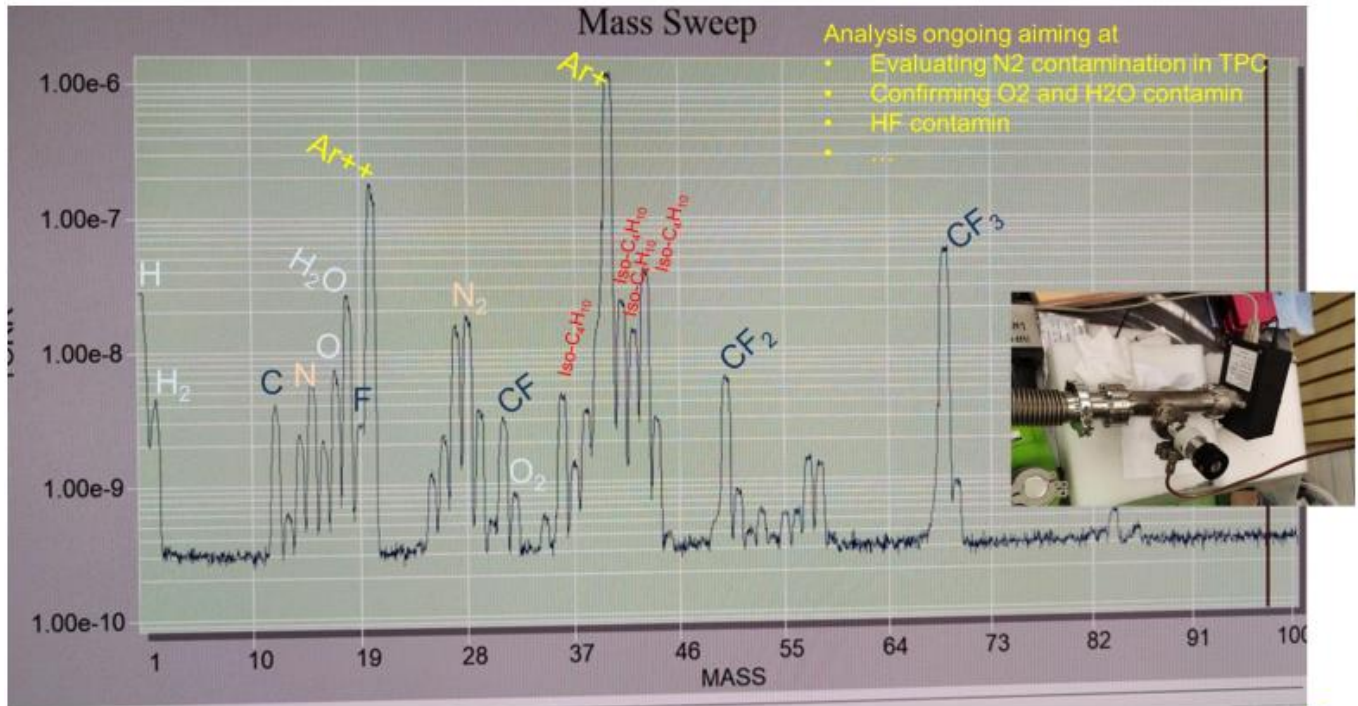 Mass Sweep
Analysis ongoing aiming at
• Evaluating N2 contamination in TPC
• Confirming O2 and H2O contamin
• HF contamin
• ...
1.00e-6
1.00e-7
1.00e-8
1.00e-9
1.00e-10
Ar+
Ar++
H
H₂
C
N
O
H₂O
F
N₂
CF
O₂
Iso-C₄H₁₀
Iso-C₄H₁₀
Iso-C₄H₁₀
Iso-C₄H₁₀
CF₂
CF₃
1 10 19 28 37 46 55 64 73 82 91 100
MASS